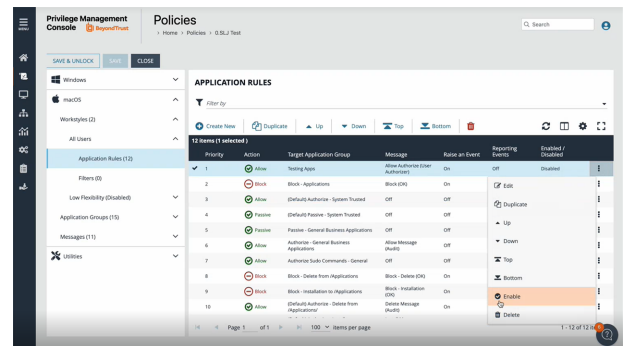 MENU
Privilege Management
Console BeyondTrust
Policies
> Home > Policies > 0.SLJ Test
Search
SAVE & UNLOCK SAVE CLOSE
Windows
macOS
Workstyles (2)
All Users
Application Rules (12)
Filters (0)
Low Flexibility (Disabled)
Application Groups (15)
Messages (11)
Utilities
APPLICATION RULES
Filter by
Create New Duplicate Up Down Top Bottom
12 items (1 selected )
Priority Action Target Application Group Message Raise an Event Reporting Events Enabled / Disabled
1 Allow Testing Apps Allow Authorize (User Authorizer) On Off Disabled
2 Block Block - Applications Block (OK) On
3 Allow (Default) Authorize - System Trusted Off Off
4 Passive (Default) Passive - System Trusted Off Off
5 Passive Passive - General Business Applications Off Off
6 Allow Authorize - General Business Applications Allow Message (Audit) Off
7 Allow Authorize Sudo Commands - General Off Off
8 Block Block - Delete from /Applications Block - Delete (OK) On
9 Block Block - Installation to /Applications Block - Installation (OK) On
10 Allow (Default) Authorize - Delete from /Applications/ Delete Message (Audit) On
Edit
Duplicate
Up
Down
Top
Bottom
Enable
Delete
Page 1 of 1 100 items per page
1 - 12 of 12